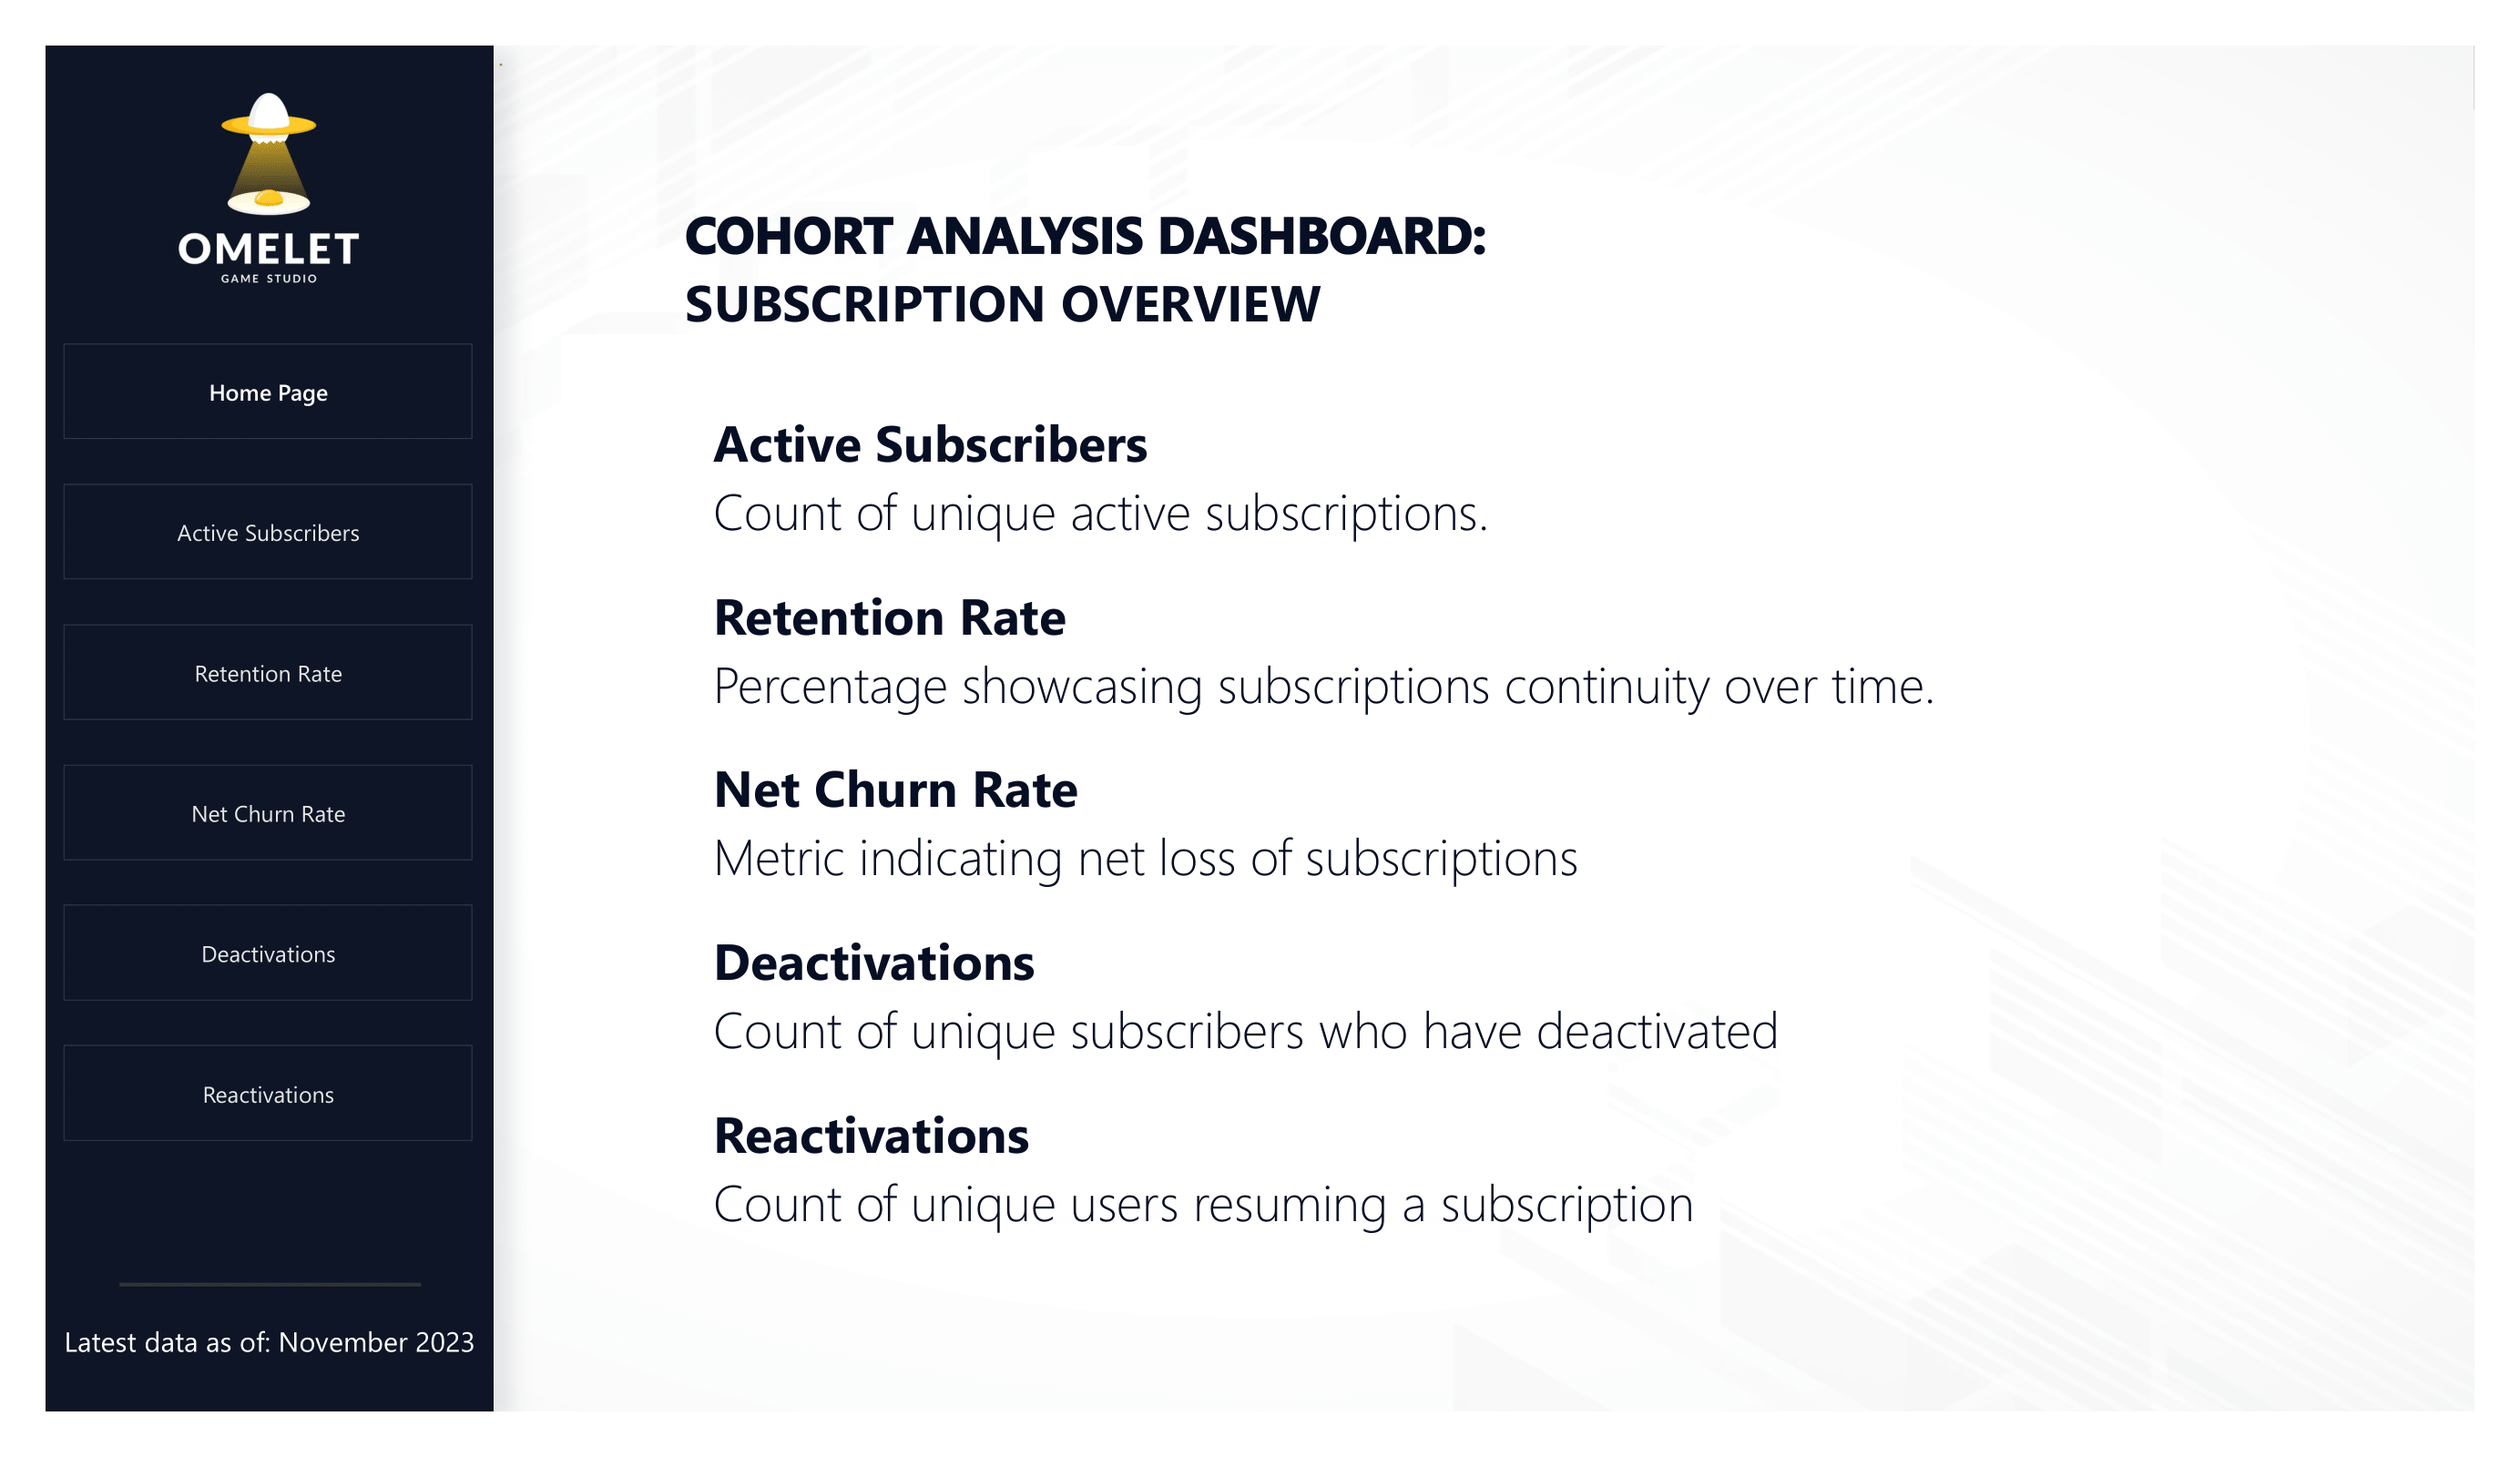 OMELET
GAME STUDIO
Home Page
Active Subscribers
Retention Rate
Net Churn Rate
Deactivations
Reactivations
Latest data as of: November 2023
COHORT ANALYSIS DASHBOARD:
SUBSCRIPTION OVERVIEW
Active Subscribers
Count of unique active subscriptions.
Retention Rate
Percentage showcasing subscriptions continuity over time.
Net Churn Rate
Metric indicating net loss of subscriptions
Deactivations
Count of unique subscribers who have deactivated
Reactivations
Count of unique users resuming a subscription